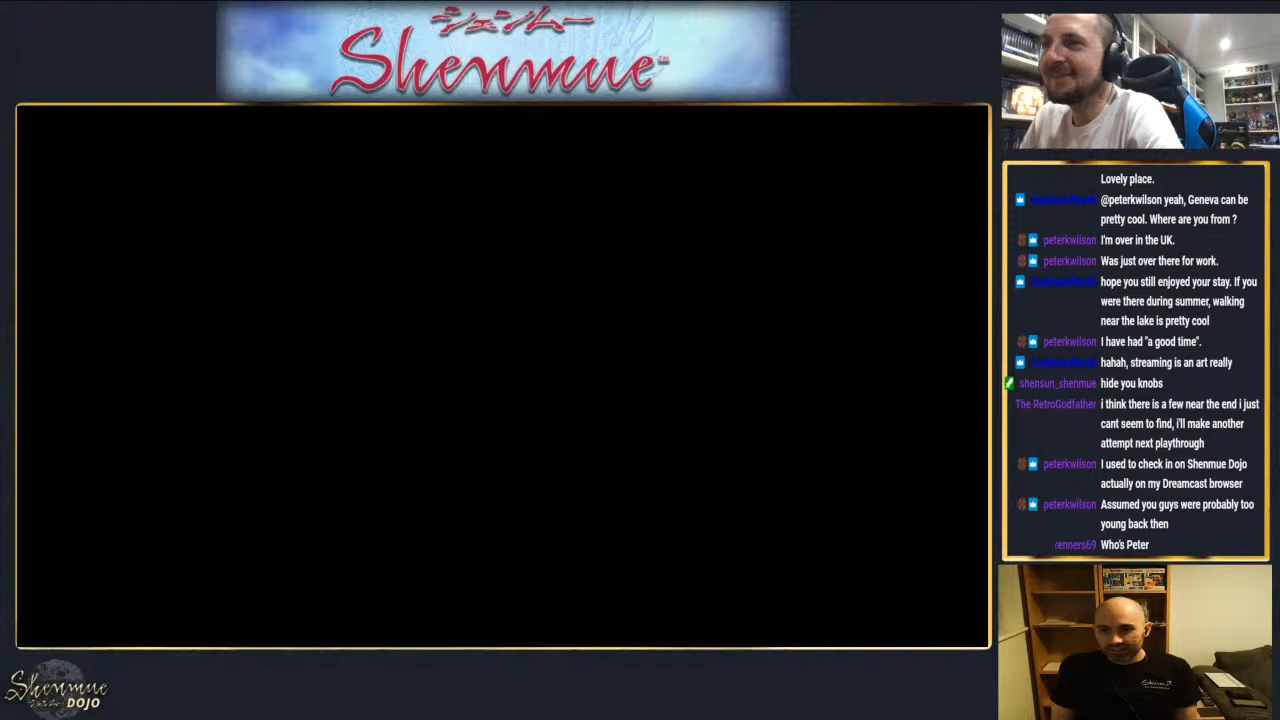 シェンムー
Shenmue™
Lovely place.
@peterkwilson yeah, Geneva can be
pretty cool. Where are you from ?
peterkwilson I'm over in the UK.
peterkwilson Was just over there for work.
hope you still enjoyed your stay. If you
were there during summer, walking
near the lake is pretty cool
peterkwilson I have had "a good time".
hahah, streaming is an art really
shensun_shenmue hide you knobs
The RetroGodfather i think there is a few near the end i just
cant seem to find, i'll make another
attempt next playthrough
peterkwilson I used to check in on Shenmue Dojo
actually on my Dreamcast browser
peterkwilson Assumed you guys were probably too
young back then
renners69 Who's Peter
Shenmue
DOJO